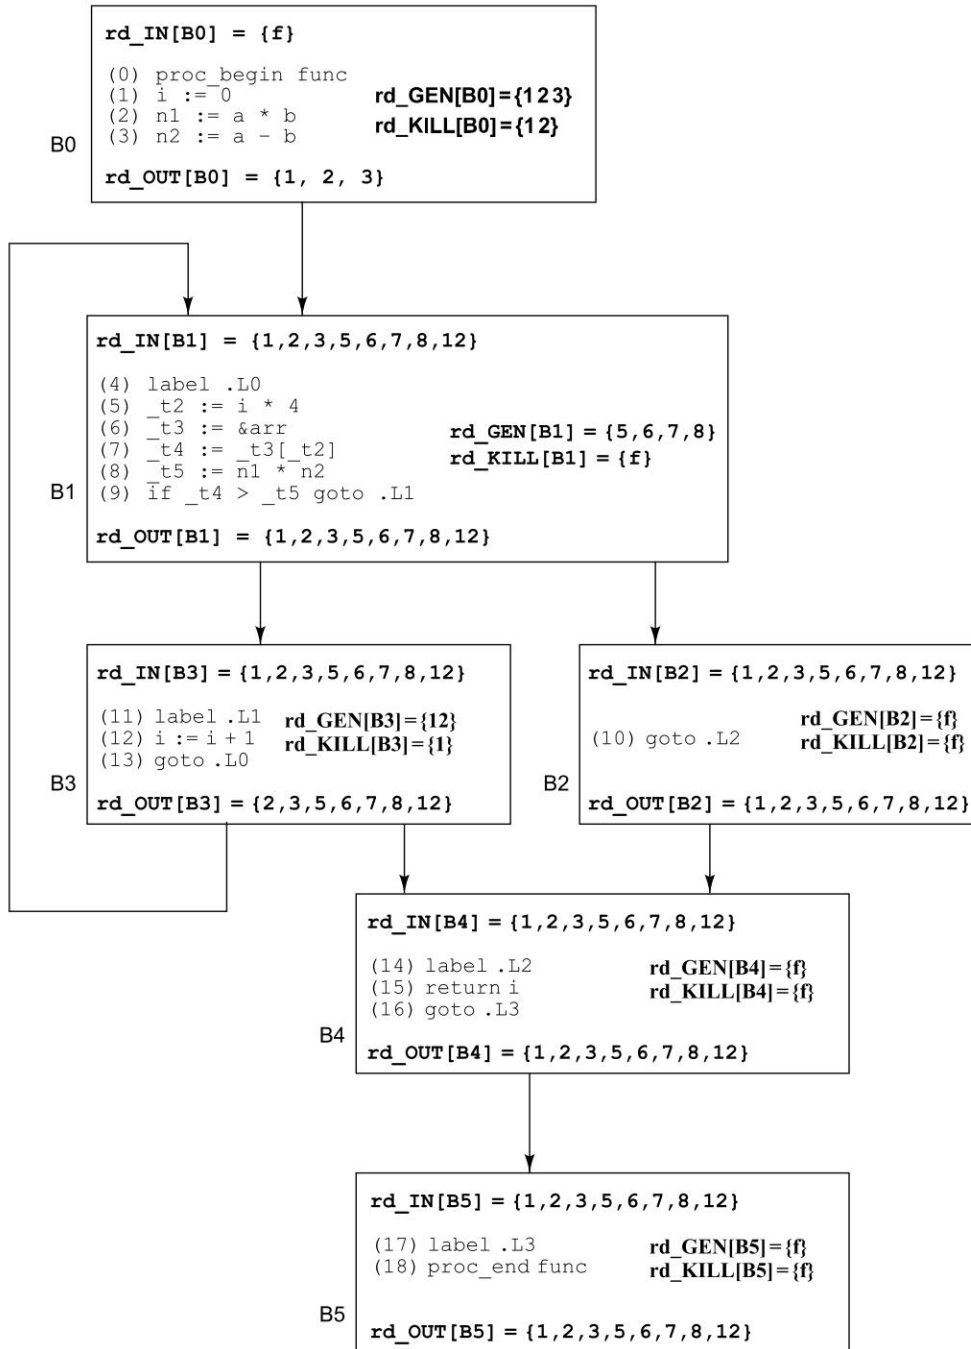 rd_IN[B0] = {f}
(0) proc_begin func
(1) i := 0
(2) n1 := a * b
(3) n2 := a - b
rd_GEN[B0]={1 2 3}
rd_KILL[B0]={1 2}
B0
rd_OUT[B0] = {1, 2, 3}
rd_IN[B1] = {1,2,3,5,6,7,8,12}
(4) label .L0
(5) _t2 := i * 4
(6) _t3 := &arr
(7) _t4 := _t3[_t2]
(8) _t5 := n1 * n2
(9) if _t4 > _t5 goto .L1
rd_GEN[B1] = {5,6,7,8}
rd_KILL[B1] = {f}
B1
rd_OUT[B1] = {1,2,3,5,6,7,8,12}
rd_IN[B3] = {1,2,3,5,6,7,8,12}
(11) label .L1
(12) i := i + 1
(13) goto .L0
rd_GEN[B3]={12}
rd_KILL[B3]={1}
B3
rd_OUT[B3] = {2,3,5,6,7,8,12}
rd_IN[B2] = {1,2,3,5,6,7,8,12}
(10) goto .L2
rd_GEN[B2]={f}
rd_KILL[B2]={f}
B2
rd_OUT[B2] = {1,2,3,5,6,7,8,12}
rd_IN[B4] = {1,2,3,5,6,7,8,12}
(14) label .L2
(15) return i
(16) goto .L3
rd_GEN[B4]={f}
rd_KILL[B4]={f}
B4
rd_OUT[B4] = {1,2,3,5,6,7,8,12}
rd_IN[B5] = {1,2,3,5,6,7,8,12}
(17) label .L3
(18) proc_end func
rd_GEN[B5]={f}
rd_KILL[B5]={f}
B5
rd_OUT[B5] = {1,2,3,5,6,7,8,12}